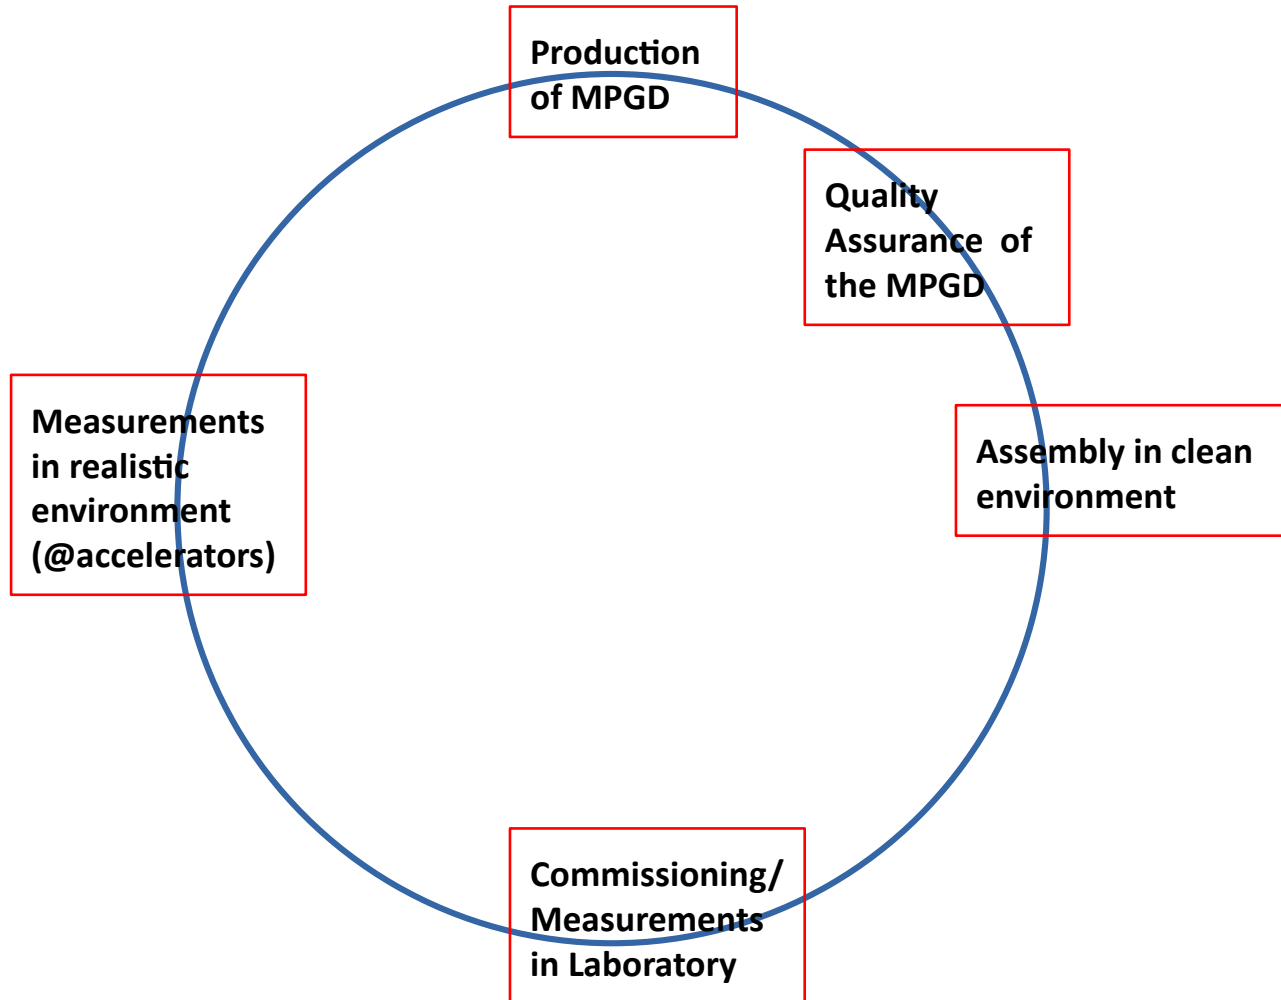 Production
of MPGD
Quality
Assurance of
the MPGD
Measurements
in realistic
environment
(@accelerators)
Assembly in clean
environment
Commissioning/
Measurements
in Laboratory